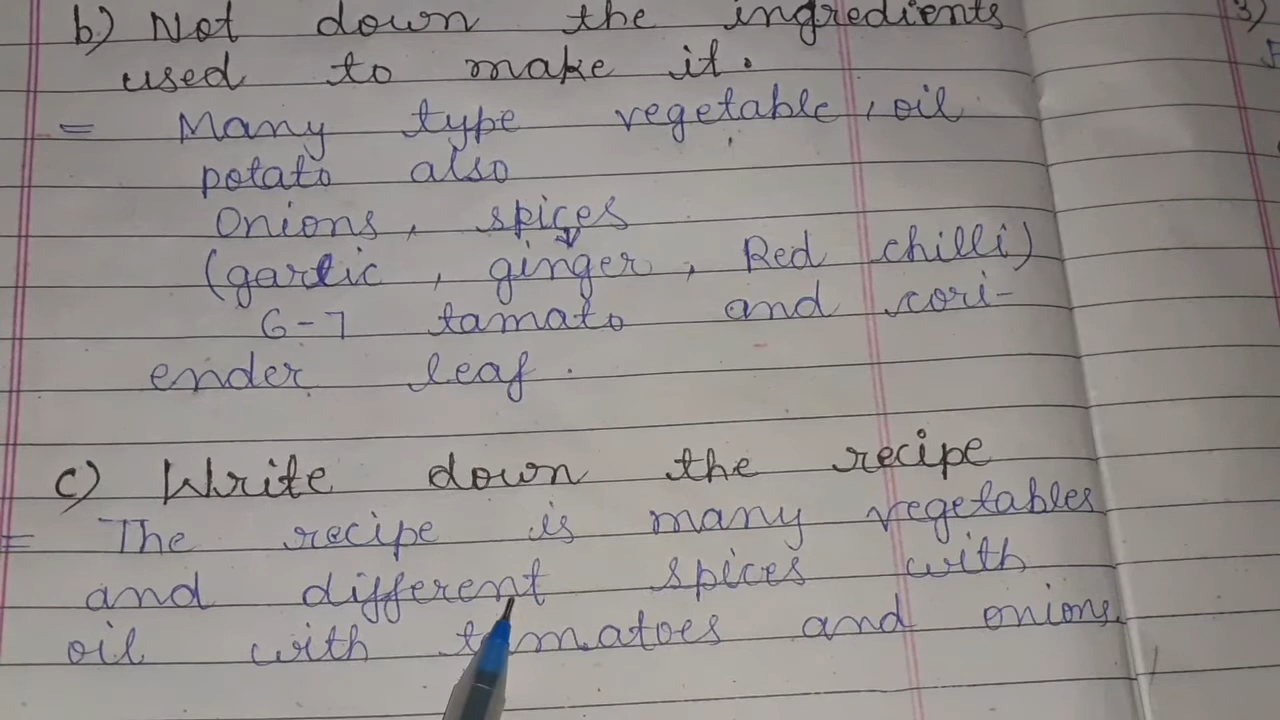 b) Not down the ingredients
used to make it.
= Many type vegetable, oil
potato also
onions, spices
(garlic, ginger, Red chilli)
6-7 tamato and cori-
ender leaf.
c) Write down the recipe
= The recipe is many vegetables
and different spices with
oil with tomatoes and onions.